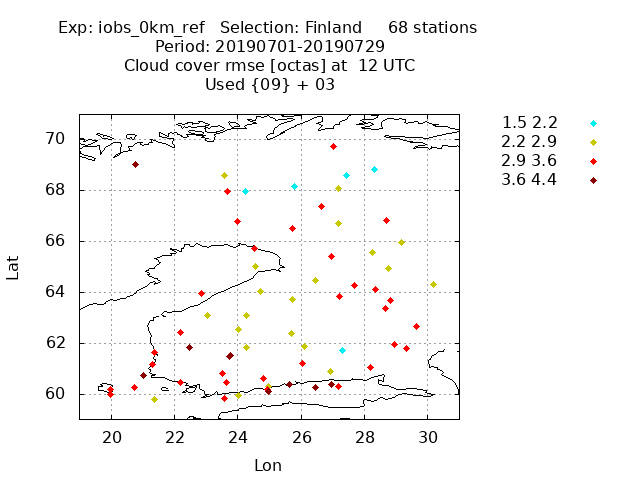 Exp: iobs_0km_ref   Selection: Finland      68 stations
Period: 20190701-20190729
Cloud cover rmse [octas] at  12 UTC
Used {09} + 03
1.5 2.2
2.2 2.9
2.9 3.6
3.6 4.4
70
68
66
64
62
60
Lat
20 22 24 26 28 30
Lon